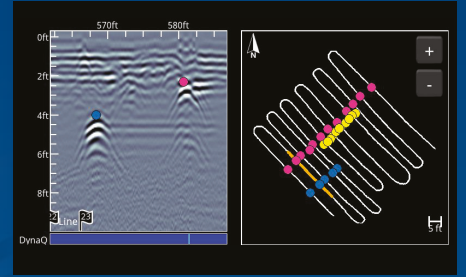 570ft 580ft
0ft
2ft
4ft
6ft
8ft
22 Line 23
DynaQ
N
+
-
5 ft